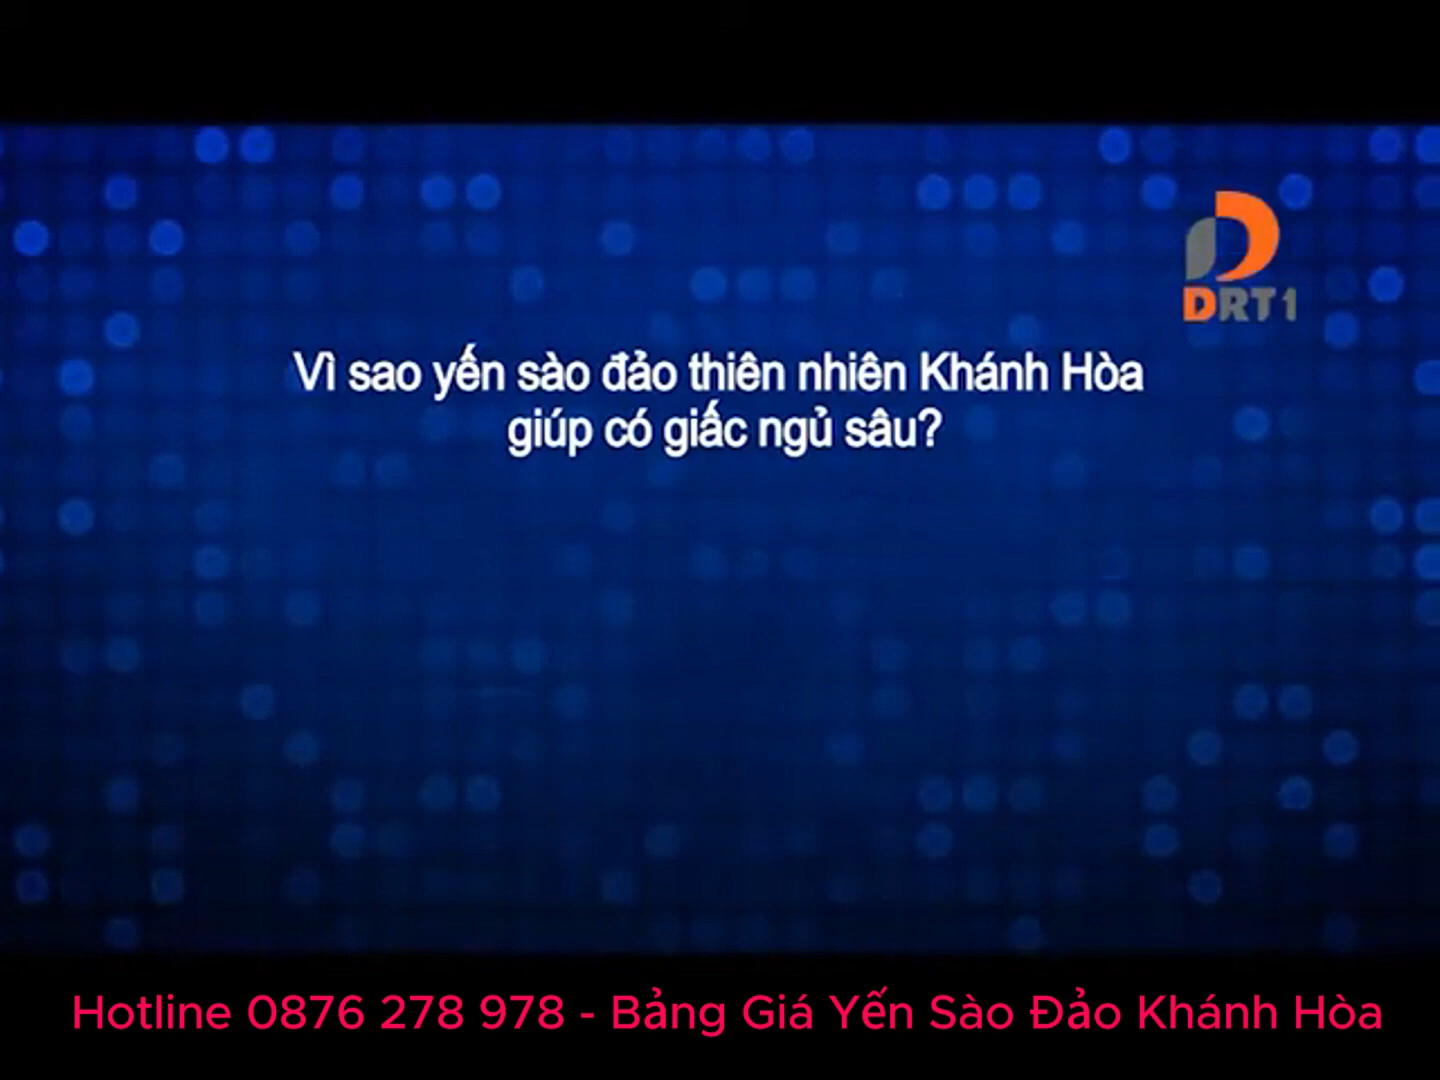 DRT1
Vì sao yến sào đảo thiên nhiên Khánh Hòa
giúp có giấc ngủ sâu?
Hotline 0876 278 978 - Bảng Giá Yến Sào Đảo Khánh Hòa